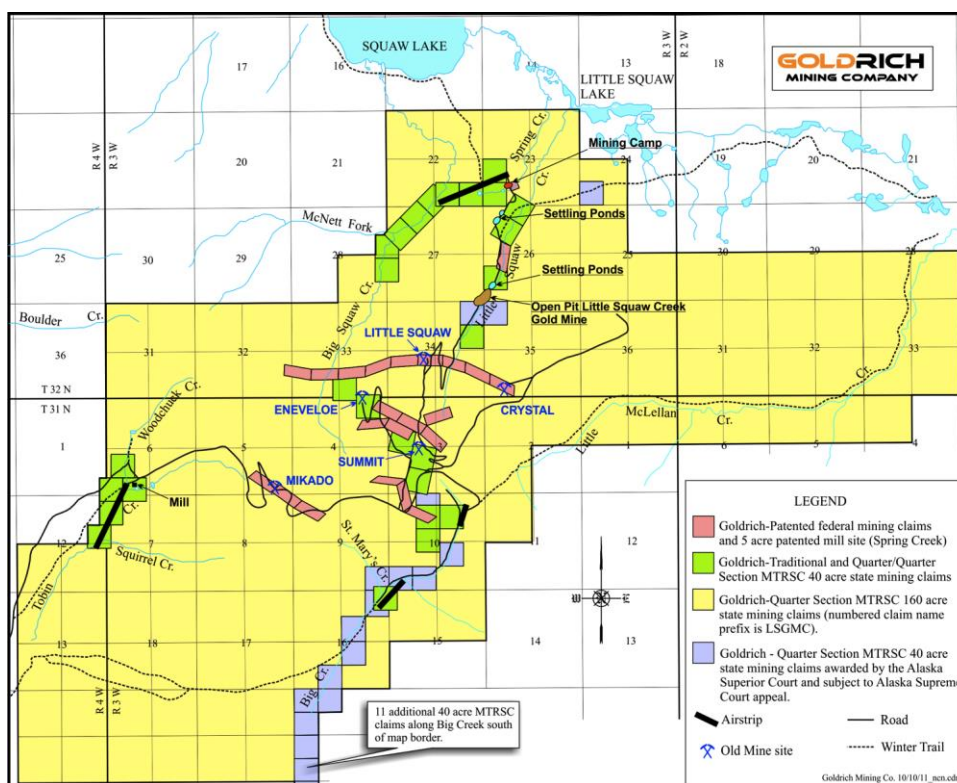 SQUAW LAKE
LITTLE SQUAW
LAKE
R 3 W
R 2 W
GOLDRICH
MINING COMPANY
17
16
13
18
R 4 W
R 3 W
20
21
22
23
24
19
20
21
Spring Cr.
Mining Camp
McNett Fork
Settling Ponds
Squaw Cr.
25
30
28
27
26
30
29
28
Settling Ponds
Boulder Cr.
Big Squaw Cr.
Little
Open Pit Little Squaw Creek
Gold Mine
LITTLE SQUAW
36
31
32
33
34
35
31
33
T 32 N
T 31 N
Woodchuck Cr.
ENEVELOE
CRYSTAL
Little McLellan Cr.
Cr.
1
6
5
4
2
6
5
4
SUMMIT
MIKADO
Mill
Cr.
12
7
10
11
12
Squirrel Cr.
St. Mary's Cr.
Tobin
W
E
13
18
17
16
15
14
13
R 4 W
R 3 W
Big Cr.
11 additional 40 acre MTRSC
claims along Big Creek south
of map border.
LEGEND
Goldrich-Patented federal mining claims
and 5 acre patented mill site (Spring Creek)
Goldrich-Traditional and Quarter/Quarter
Section MTRSC 40 acre state mining claims
Goldrich-Quarter Section MTRSC 160 acre
state mining claims (numbered claim name
prefix is LSGMC).
Goldrich - Quarter Section MTRSC 40 acre
state mining claims awarded by the Alaska
Superior Court and subject to Alaska Supreme
Court appeal.
Airstrip
Road
Old Mine site
Winter Trail
Goldrich Mining Co. 10/10/11_ncn.cd